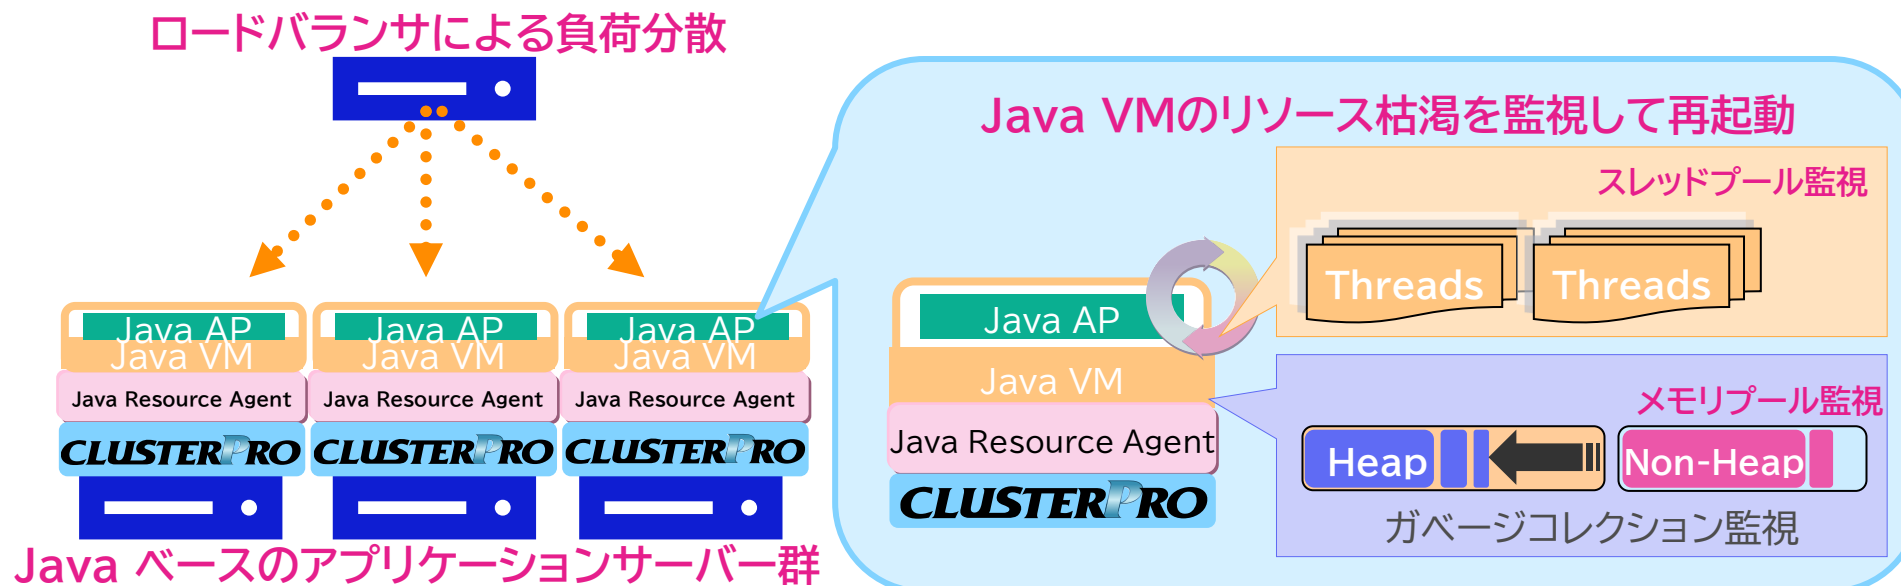 ロードバランサによる負荷分散
Java AP
Java VM
Java Resource Agent
CLUSTERPRO
Java AP
Java VM
Java Resource Agent
CLUSTERPRO
Java AP
Java VM
Java Resource Agent
CLUSTERPRO
Java ベースのアプリケーションサーバー群
Java VMのリソース枯渇を監視して再起動
Java AP
Java VM
Java Resource Agent
CLUSTERPRO
スレッドプール監視
Threads
Threads
メモリプール監視
Heap
Non-Heap
ガベージコレクション監視